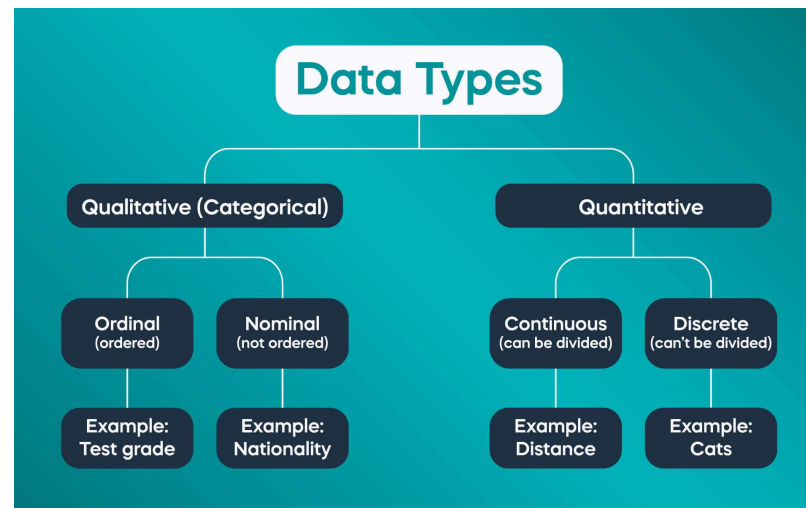 Data Types
Qualitative (Categorical)
Quantitative
Ordinal
(ordered)
Nominal
(not ordered)
Continuous
(can be divided)
Discrete
(can't be divided)
Example:
Test grade
Example:
Nationality
Example:
Distance
Example:
Cats